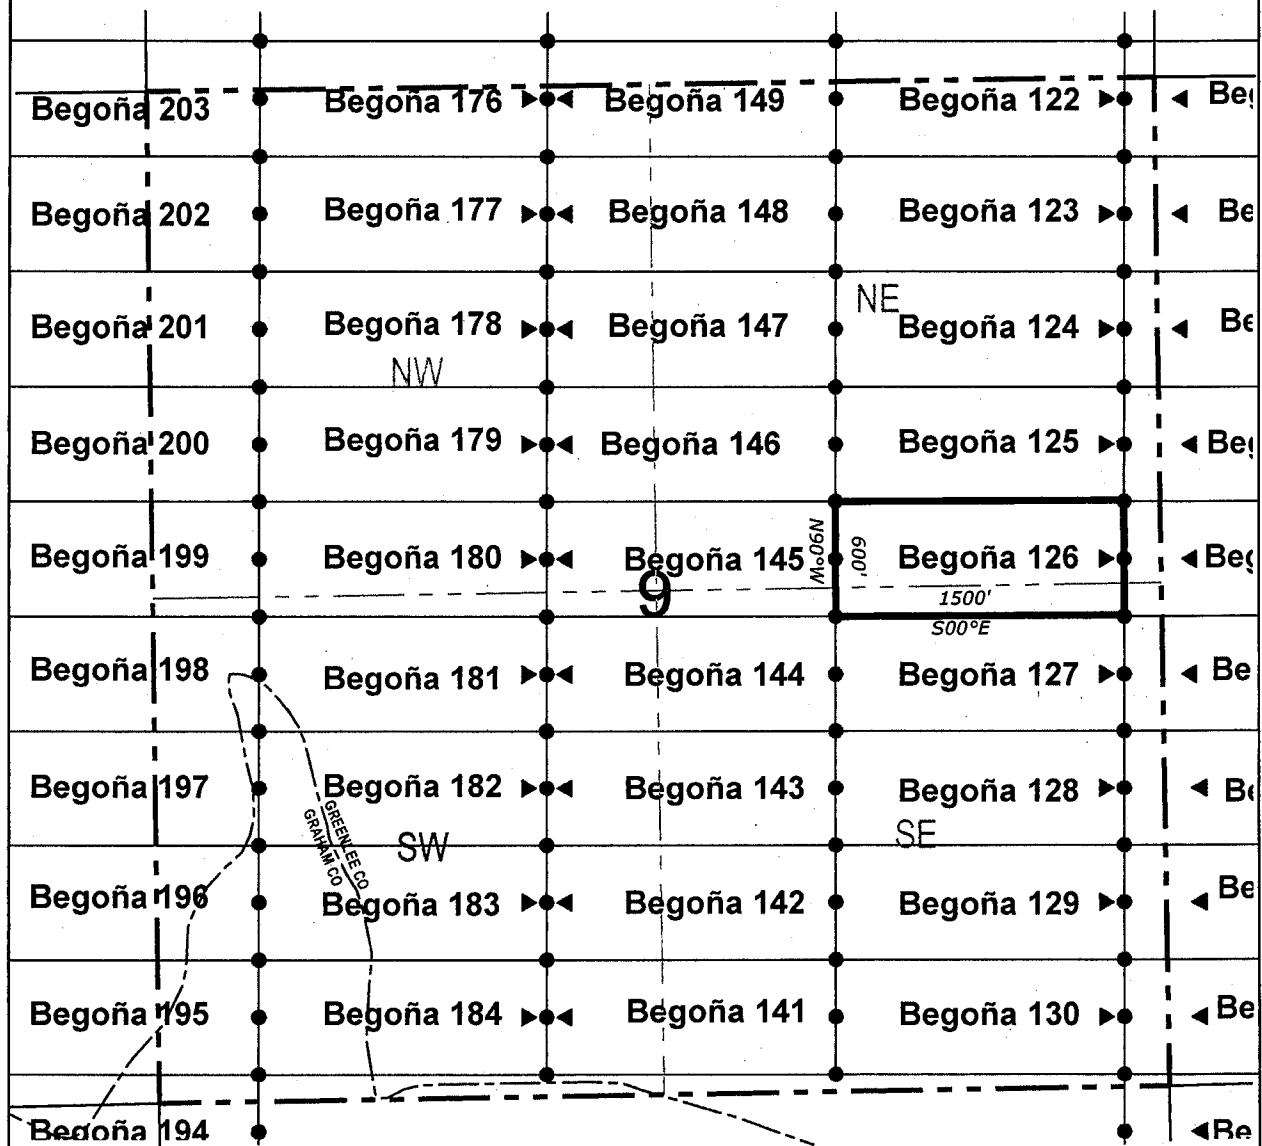 Begoña 203 Begoña 176 Begoña 149 Begoña 122
Begoña 202 Begoña 177 Begoña 148 Begoña 123
NE
Begoña 201 Begoña 178 Begoña 147 Begoña 124
NW
Begoña 200 Begoña 179 Begoña 146 Begoña 125
Begoña 199 Begoña 180 Begoña 145 N90°W 600' Begoña 126
9
1500'
S00°E
Begoña 198 Begoña 181 Begoña 144 Begoña 127
Begoña 197 Begoña 182 Begoña 143 Begoña 128
GREENLEE CO
GRAHAM CO
SW SE
Begoña 196 Begoña 183 Begoña 142 Begoña 129
Begoña 195 Begoña 184 Begoña 141 Begoña 130
Begoña 194